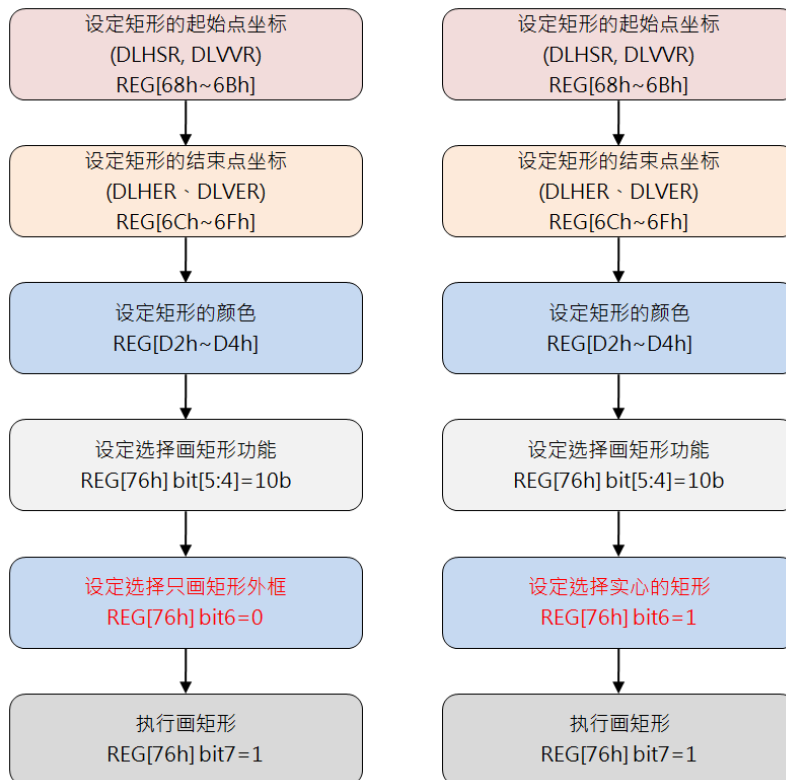 设定矩形的起始点坐标
(DLHSR, DLVVR)
REG[68h~6Bh]
设定矩形的结束点坐标
(DLHER、DLVER)
REG[6Ch~6Fh]
设定矩形的颜色
REG[D2h~D4h]
设定选择画矩形功能
REG[76h] bit[5:4]=10b
设定选择只画矩形外框
REG[76h] bit6=0
执行画矩形
REG[76h] bit7=1
设定矩形的起始点坐标
(DLHSR, DLVVR)
REG[68h~6Bh]
设定矩形的结束点坐标
(DLHER、DLVER)
REG[6Ch~6Fh]
设定矩形的颜色
REG[D2h~D4h]
设定选择画矩形功能
REG[76h] bit[5:4]=10b
设定选择实心的矩形
REG[76h] bit6=1
执行画矩形
REG[76h] bit7=1